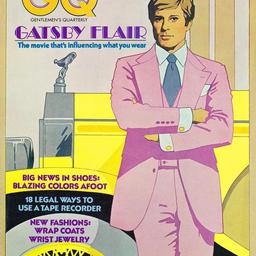 GQ
GENTLEMEN'S QUARTERLY
GATSBY FLAIR
The movie that's influencing what you wear
BIG NEWS IN SHOES:
BLAZING COLORS AFOOT
18 LEGAL WAYS TO
USE A TAPE RECORDER
NEW FASHIONS:
WRAP COATS
WRIST JEWELRY